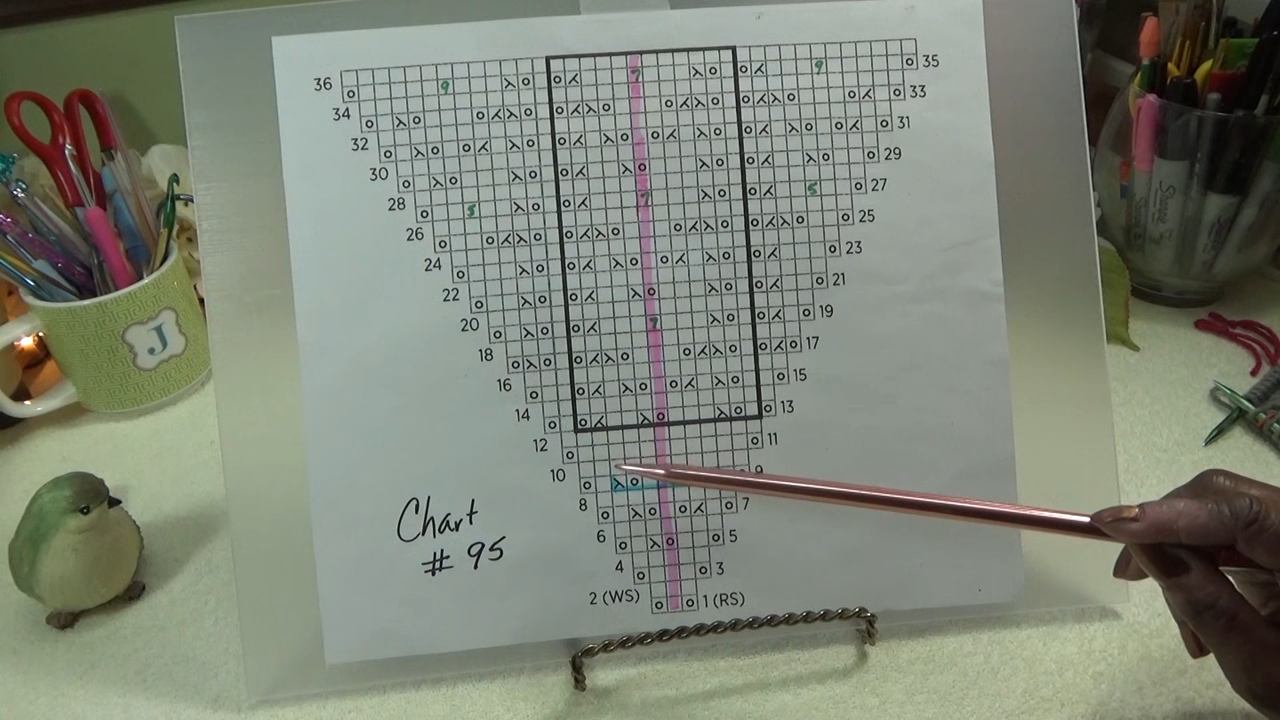 36 9 7 9 35
34 33
32 31
30 29
28 5 7 5 27
26 25
24 23
22 21
20 7 19
18 17
16 15
14 13
12 11
10 9
8 7
6 5
4 3
2 (WS) 1 (RS)
Chart
# 95
J
Sharpie